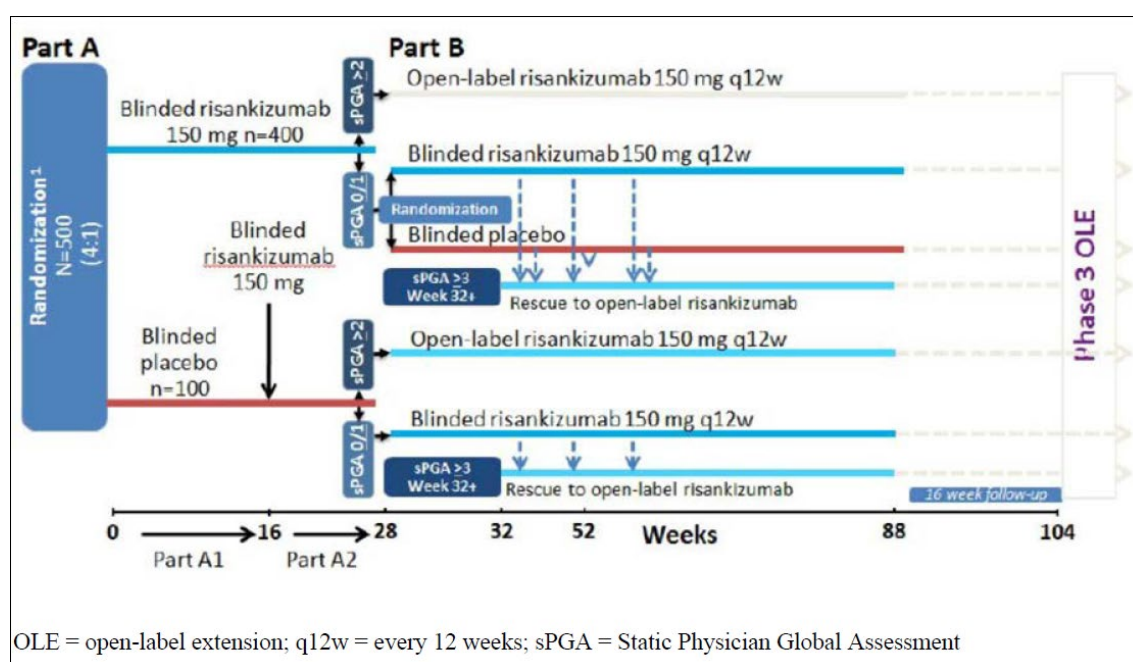 Part A
Part B
Randomization¹
N=500
(4:1)
Blinded risankizumab
150 mg n=400
sPGA ≥2
Open-label risankizumab 150 mg q12w
Blinded risankizumab 150 mg q12w
sPGA 0/1
Randomization
Blinded placebo
Blinded
risankizumab
150 mg
sPGA ≥3
Week 32+
Rescue to open-label risankizumab
Blinded
placebo
n=100
sPGA ≥2
Open-label risankizumab 150 mg q12w
Blinded risankizumab 150 mg q12w
sPGA 0/1
sPGA ≥3
Week 32+
Rescue to open-label risankizumab
Phase 3 OLE
16 week follow-up
0 16 28 32 52 Weeks 88 104
Part A1 Part A2
OLE = open-label extension; q12w = every 12 weeks; sPGA = Static Physician Global Assessment